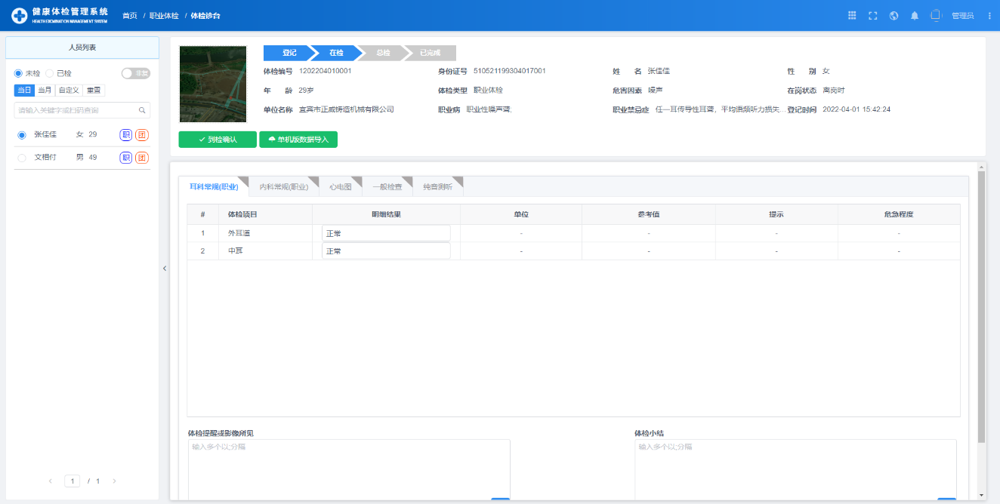 健康体检管理系统
HEALTH EXCMINATION MANAGEMENT SYSTEM
首页 / 职业体检 / 体检诊台
管理员
人员列表
未检 已检 非复
当日 当月 自定义 重置
请输入关键字或扫码查询
张佳佳 女 29 职 团
文相付 男 49 职 团
1 / 1
登记 在检 总检 已完成
体检编号 1202204010001 身份证号 510521199304017001 姓 名 张佳佳 性 别 女
年 龄 29岁 体检类型 职业体检 危害因素 噪声 在岗状态 离岗时
单位名称 宜宾市正威铸造机械有限公司 职业病 职业性噪声聋; 职业禁忌症 任一耳传导性耳聋，平均语频听力损失... 登记时间 2022-04-01 15:42:24
到检确认 单机版数据导入
耳科常规(职业) 内科常规(职业) 心电图 一般检查 纯音测听
# 体检项目 明细结果 单位 参考值 提示 危急程度
1 外耳道 正常 - - - -
2 中耳 正常 - - - -
体检提醒或影像所见 体检小结
输入多个以;分隔 输入多个以;分隔